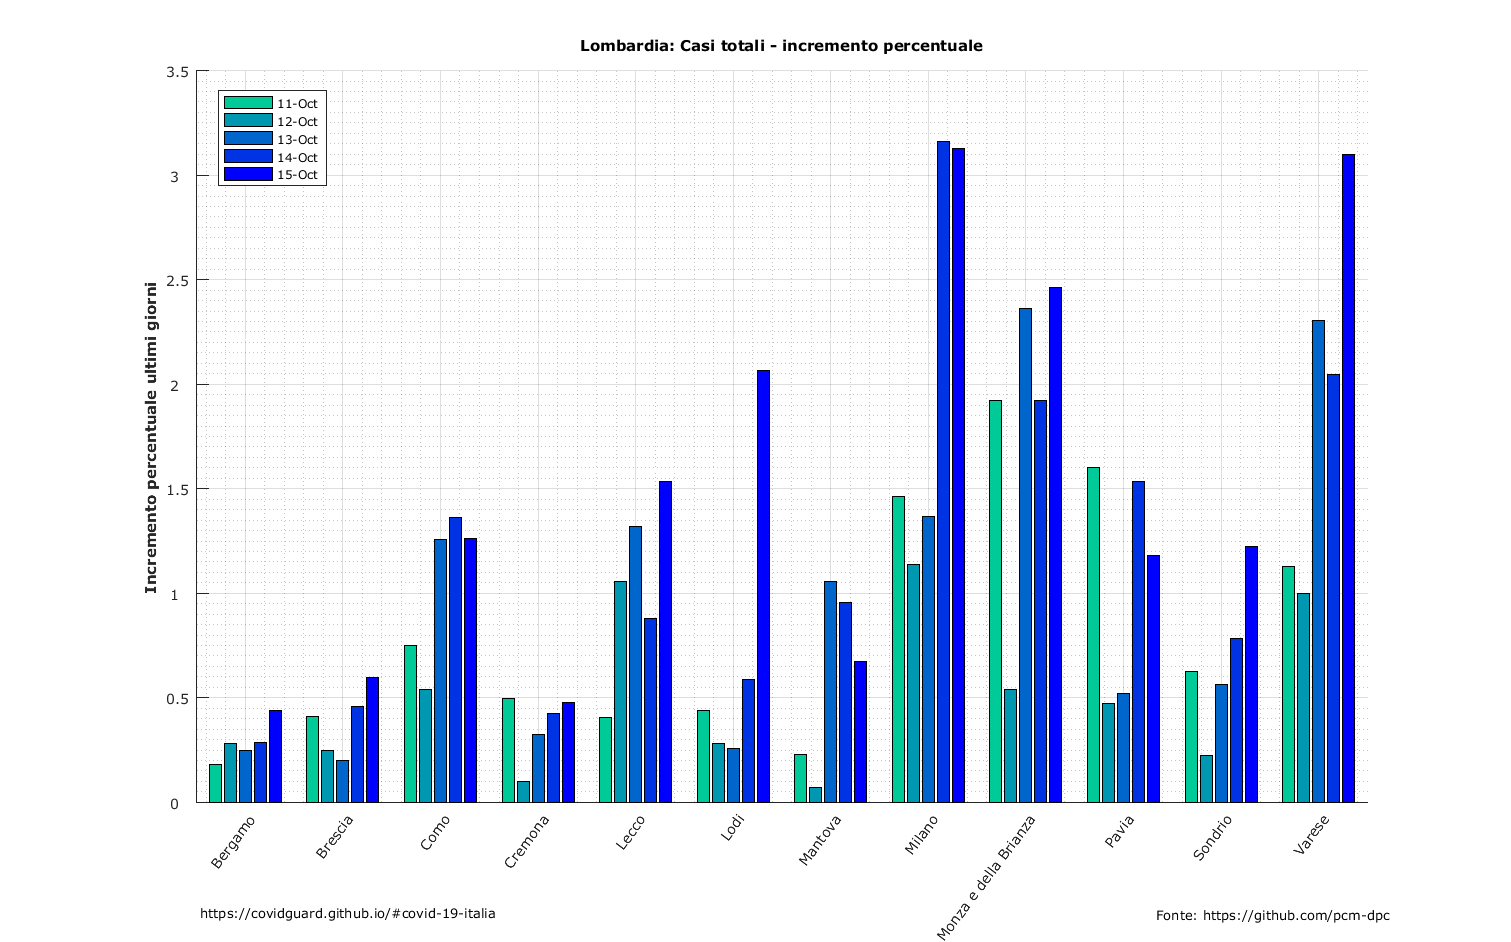 Lombardia: Casi totali - incremento percentuale
3.5
3
2.5
2
1.5
1
0.5
0
Incremento percentuale ultimi giorni
11-Oct
12-Oct
13-Oct
14-Oct
15-Oct
Bergamo
Brescia
Como
Cremona
Lecco
Lodi
Mantova
Milano
Monza e della Brianza
Pavia
Sondrio
Varese
https://covidguard.github.io/#covid-19-italia
Fonte: https://github.com/pcm-dpc